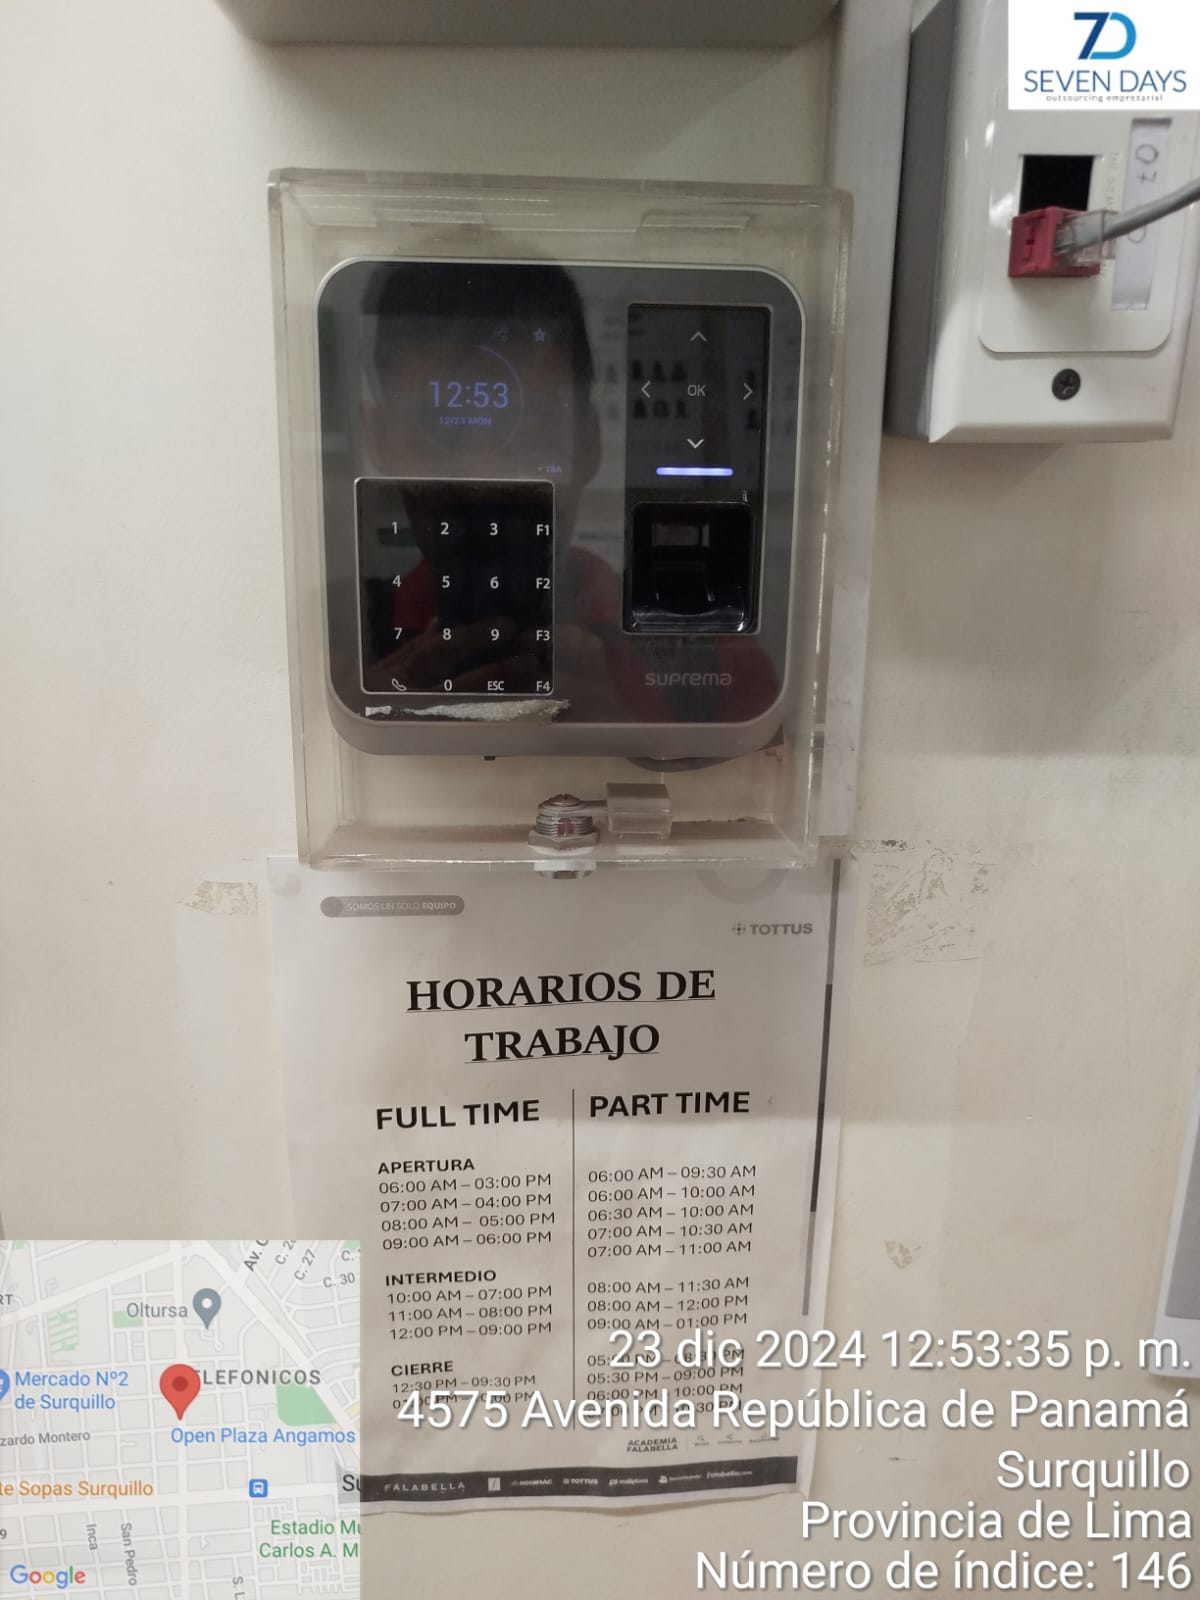 7D
SEVEN DAYS
outsourcing empresarial
07
12:53
12/23 MON
OK
1 2 3 F1
4 5 6 F2
7 8 9 F3
0 ESC F4
suprema
SOMOS UN SOLO EQUIPO
TOTTUS
HORARIOS DE
TRABAJO
FULL TIME
APERTURA
06:00 AM – 03:00 PM
07:00 AM – 04:00 PM
08:00 AM – 05:00 PM
09:00 AM – 06:00 PM
INTERMEDIO
10:00 AM – 07:00 PM
11:00 AM – 08:00 PM
12:00 PM – 09:00 PM
CIERRE
12:30 PM – 09:30 PM
PART TIME
06:00 AM – 09:30 AM
06:00 AM – 10:00 AM
06:30 AM – 10:00 AM
07:00 AM – 10:30 AM
07:00 AM – 11:00 AM
08:00 AM – 11:30 AM
08:00 AM – 12:00 PM
09:00 AM – 01:00 PM
05:30 PM – 09:00 PM
06:00 PM – 10:00 PM
ACADEMIA
FALABELLA
FALABELLA SODIMAC TOTTUS falabella.com
Av. C
C. 27
C. 30
Oltursa
Mercado Nº2
de Surquillo
LEFONICOS
zardo Montero
Open Plaza Angamos
te Sopas Surquillo
Su
Inca
San Pedro
Estadio Mu
Carlos A. M
Google
23 dic 2024 12:53:35 p. m.
4575 Avenida República de Panamá
Surquillo
Provincia de Lima
Número de índice: 146